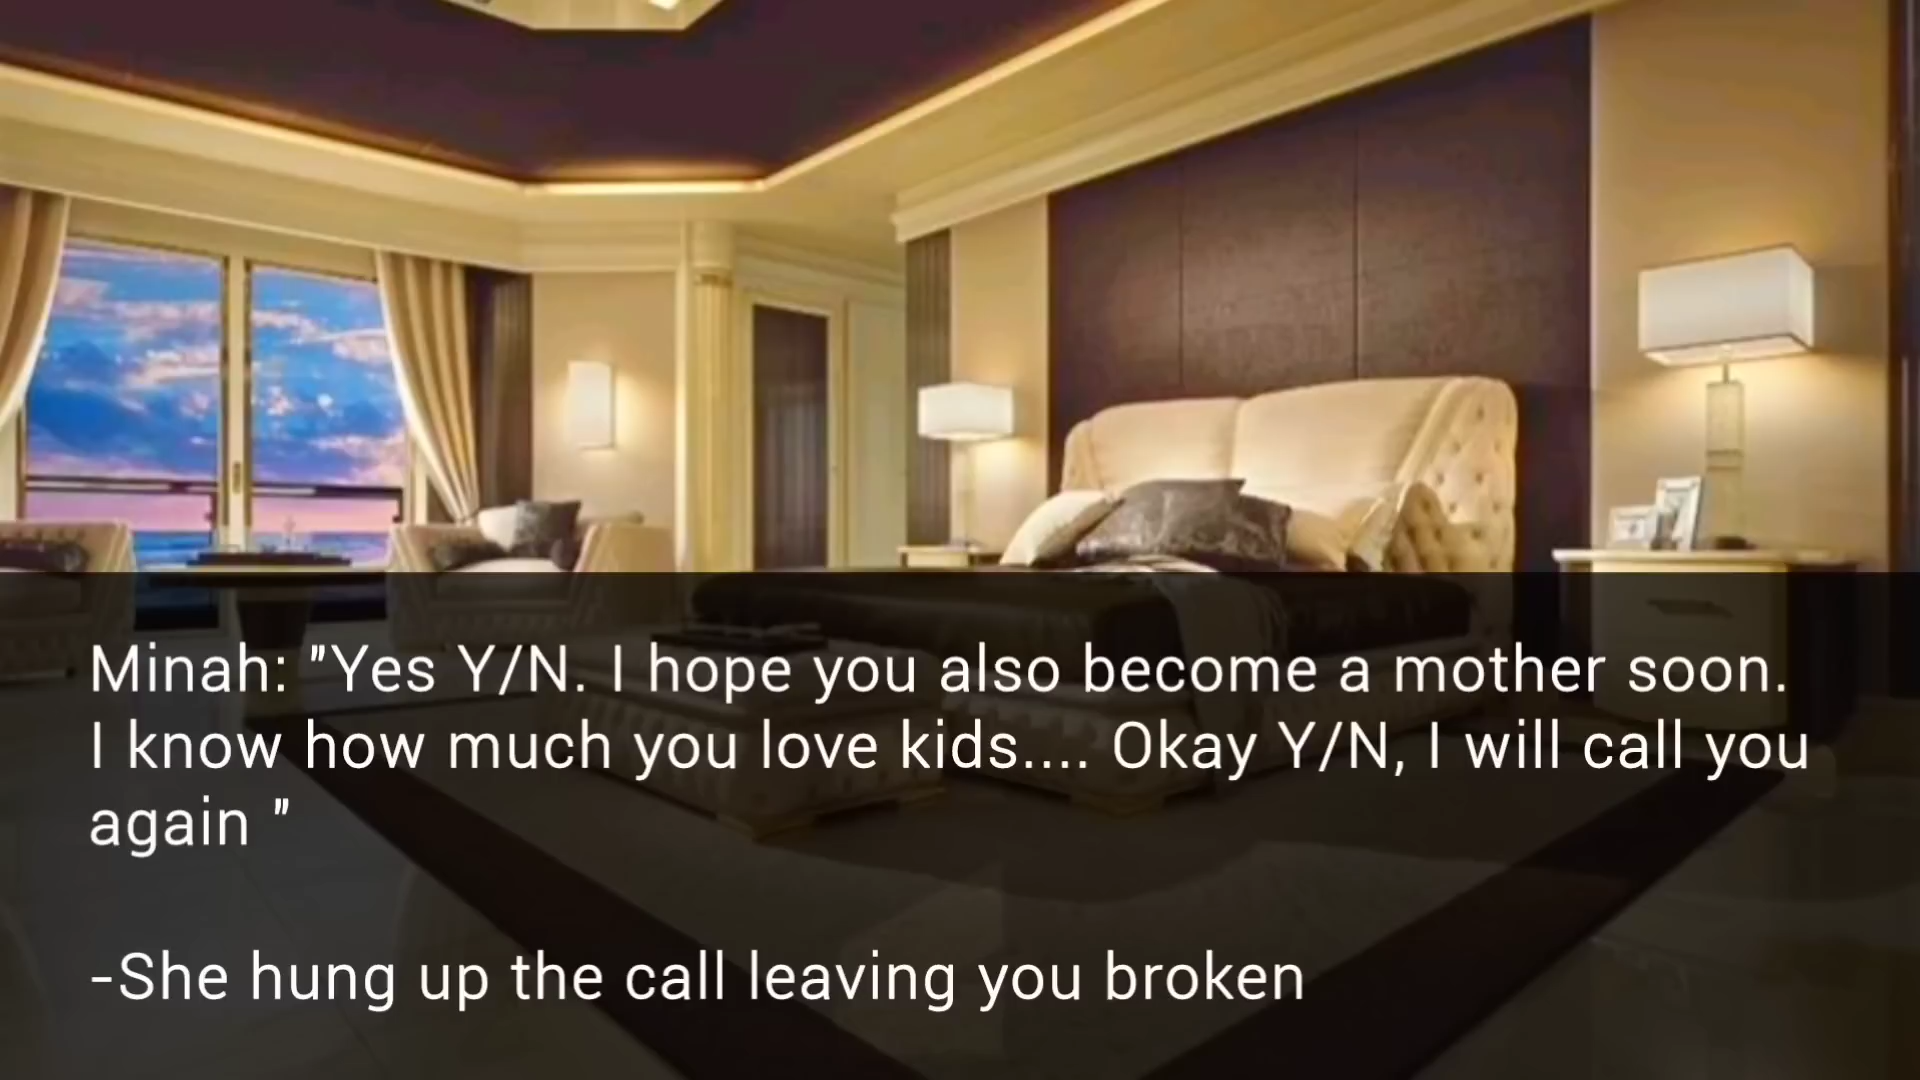 Minah: "Yes Y/N. I hope you also become a mother soon.
I know how much you love kids.... Okay Y/N, I will call you
again "
-She hung up the call leaving you broken